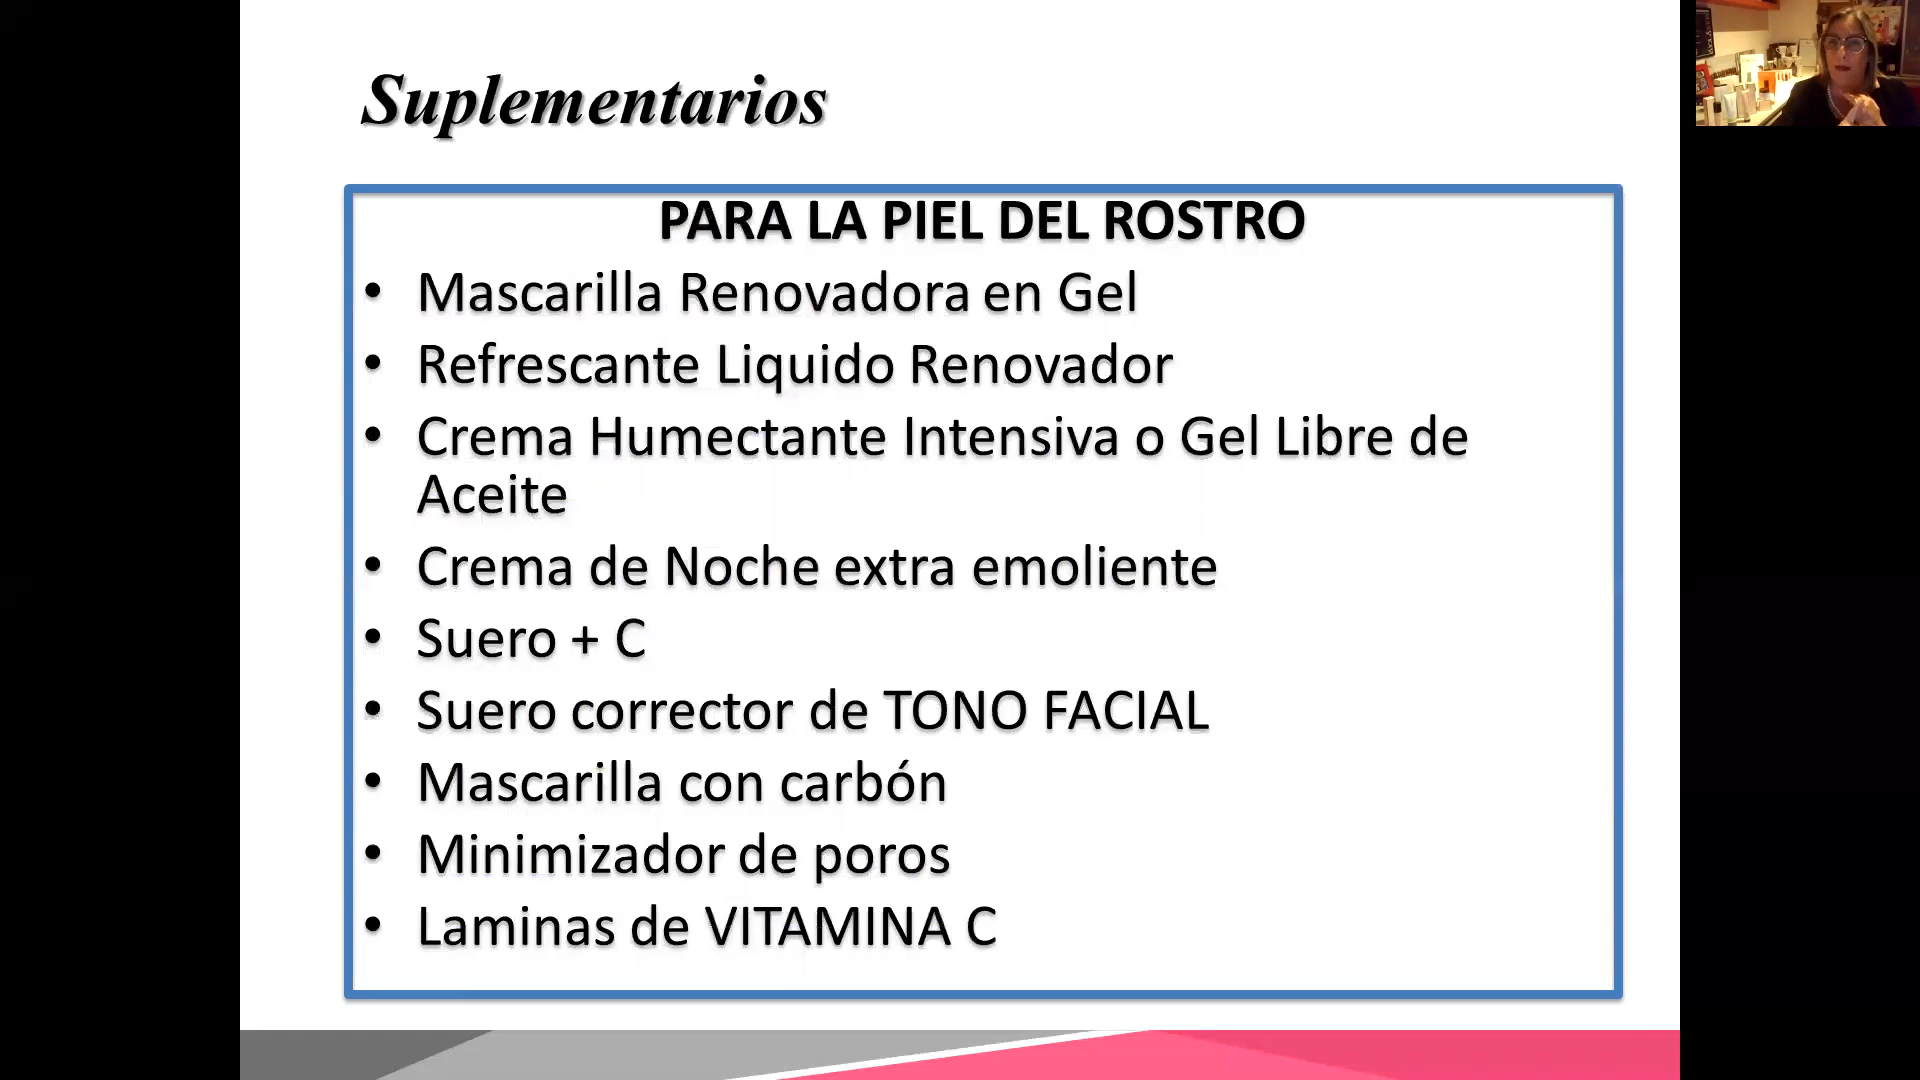 Suplementarios
PARA LA PIEL DEL ROSTRO
• Mascarilla Renovadora en Gel
• Refrescante Liquido Renovador
• Crema Humectante Intensiva o Gel Libre de
Aceite
• Crema de Noche extra emoliente
• Suero + C
• Suero corrector de TONO FACIAL
• Mascarilla con carbón
• Minimizador de poros
• Laminas de VITAMINA C